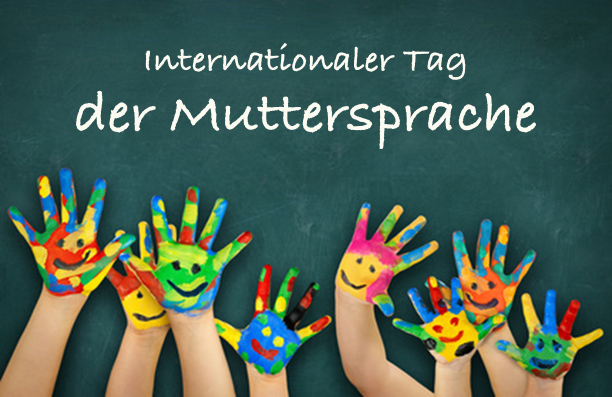 Internationaler Tag
der Muttersprache